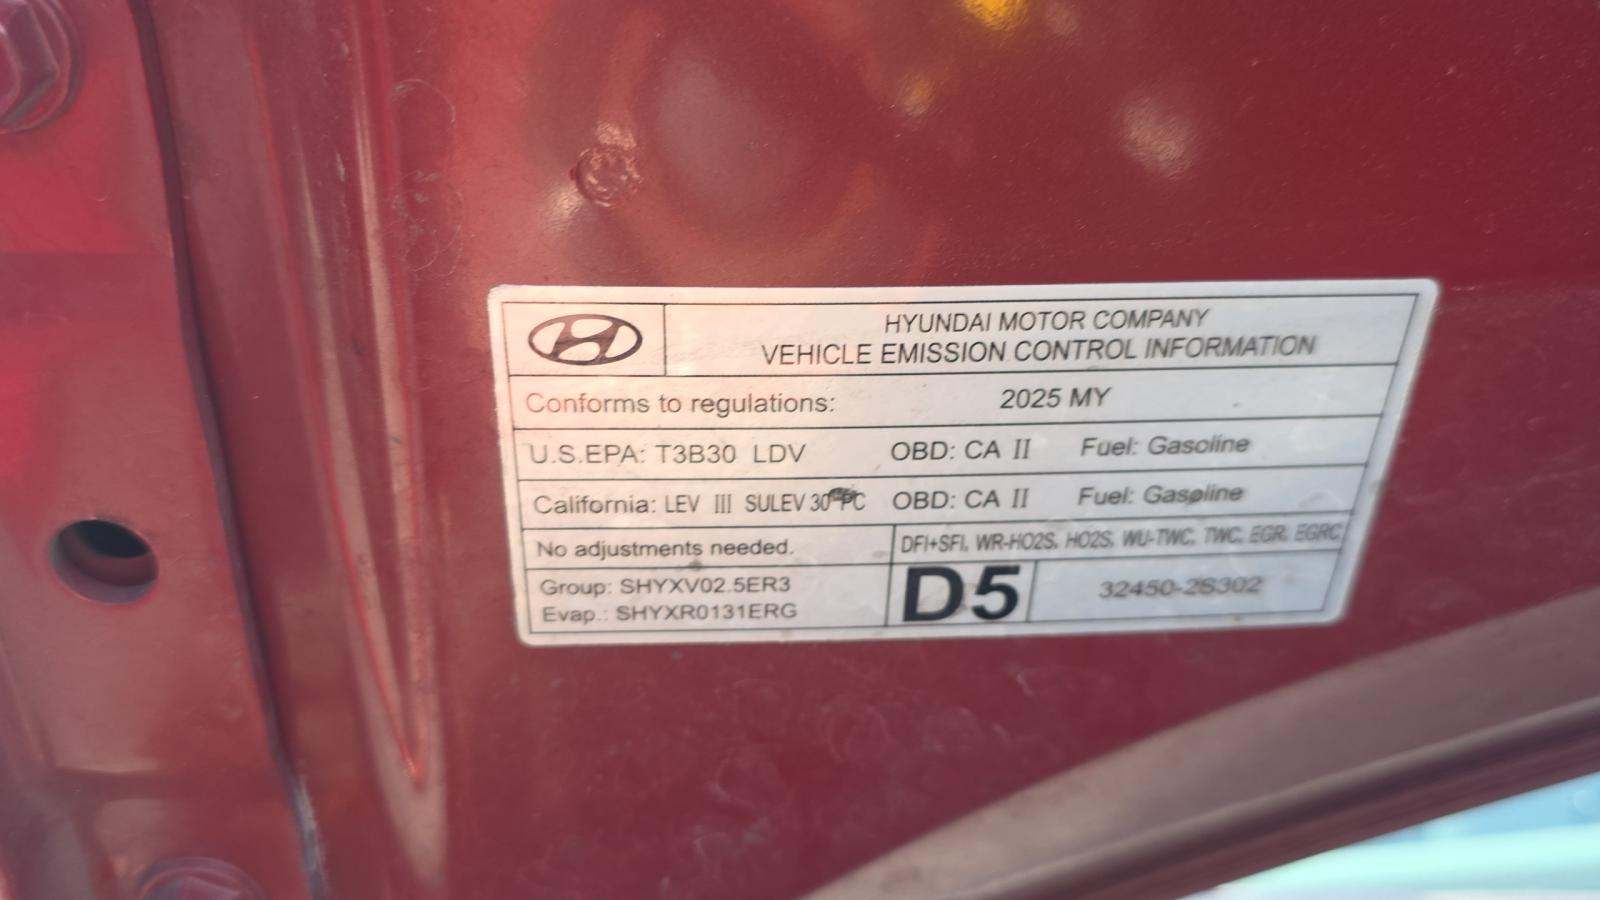 HYUNDAI MOTOR COMPANY
VEHICLE EMISSION CONTROL INFORMATION
Conforms to regulations: 2025 MY
U.S.EPA: T3B30 LDV OBD: CA II Fuel: Gasoline
California: LEV III SULEV 30 PC OBD: CA II Fuel: Gasoline
No adjustments needed. DFI+SFI, WR-HO2S, HO2S, WU-TWC, TWC, EGR, EGRC
Group: SHYXV02.5ER3
Evap.: SHYXR0131ERG
D5 32450-2S302